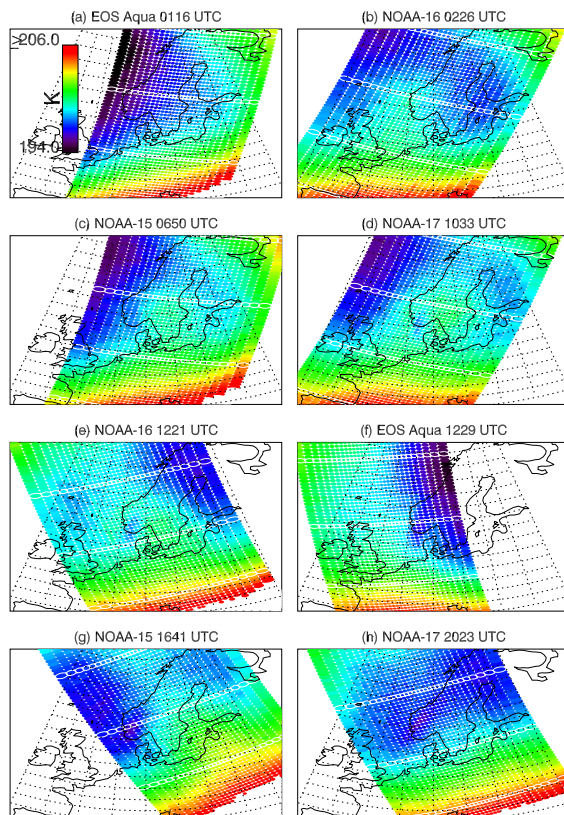 (a) EOS Aqua 0116 UTC
(b) NOAA-16 0226 UTC
>206.0
K
194.0
(c) NOAA-15 0650 UTC
(d) NOAA-17 1033 UTC
(e) NOAA-16 1221 UTC
(f) EOS Aqua 1229 UTC
(g) NOAA-15 1641 UTC
(h) NOAA-17 2023 UTC